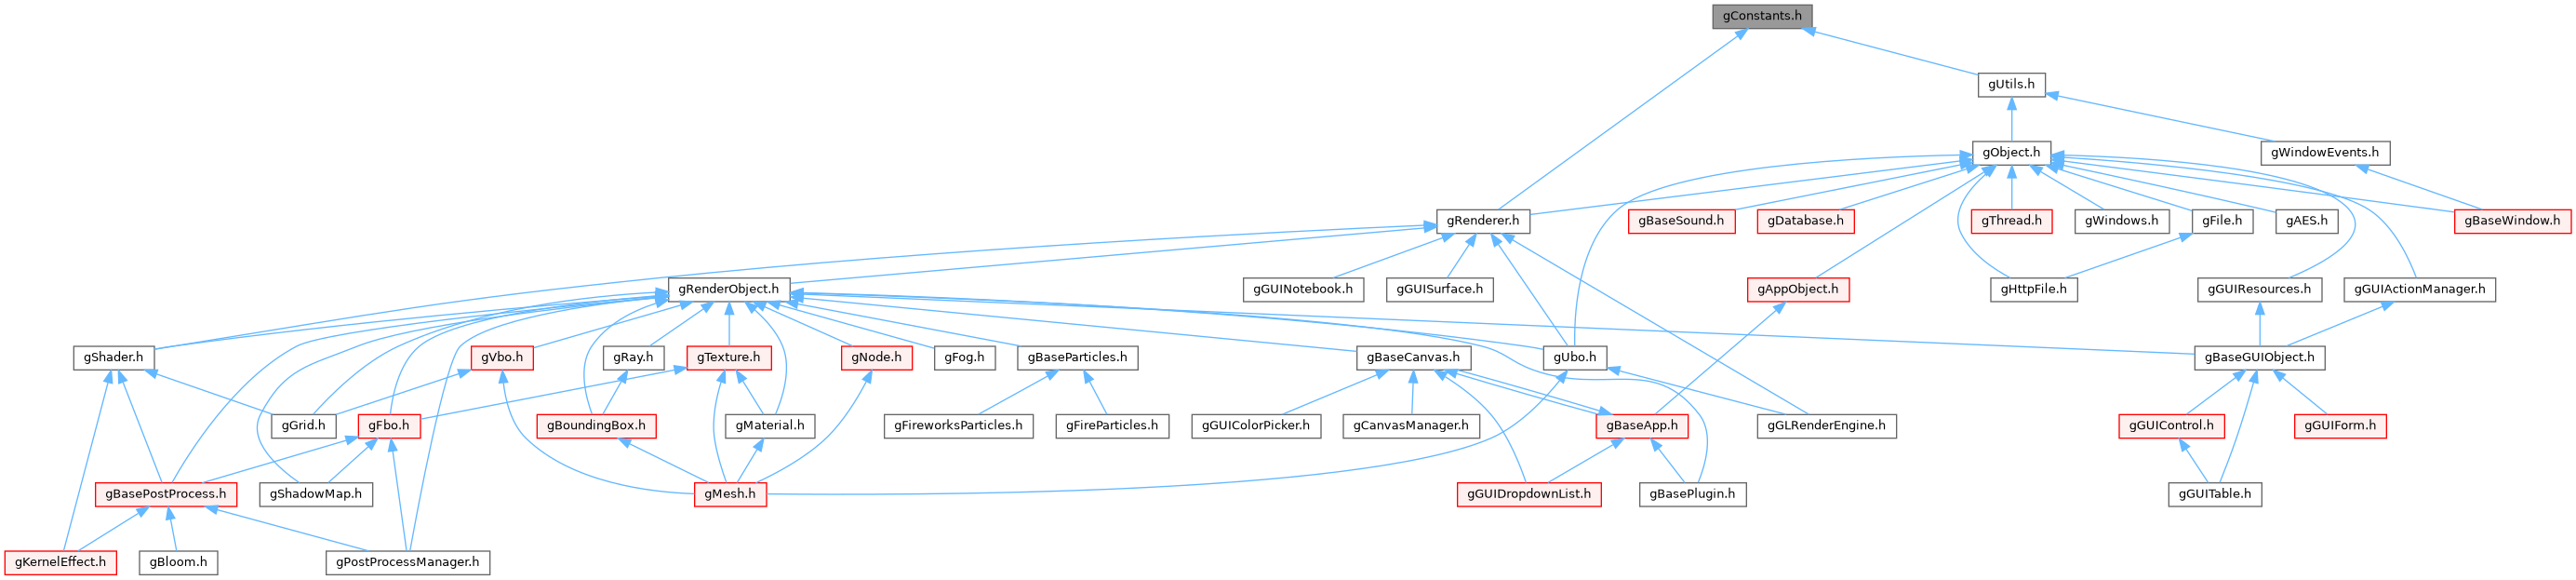 gConstants.h
gUtils.h
gObject.h
gWindowEvents.h
gRenderer.h
gBaseSound.h
gDatabase.h
gThread.h
gWindows.h
gFile.h
gAES.h
gBaseWindow.h
gRenderObject.h
gGUINotebook.h
gGUISurface.h
gAppObject.h
gHttpFile.h
gGUIResources.h
gGUIActionManager.h
gShader.h
gVbo.h
gRay.h
gTexture.h
gNode.h
gFog.h
gBaseParticles.h
gBaseCanvas.h
gUbo.h
gBaseGUIObject.h
gGrid.h
gFbo.h
gBoundingBox.h
gMaterial.h
gFireworksParticles.h
gFireParticles.h
gGUIColorPicker.h
gCanvasManager.h
gBaseApp.h
gGLRenderEngine.h
gGUIControl.h
gGUIForm.h
gBasePostProcess.h
gShadowMap.h
gMesh.h
gGUIDropdownList.h
gBasePlugin.h
gGUITable.h
gKernelEffect.h
gBloom.h
gPostProcessManager.h